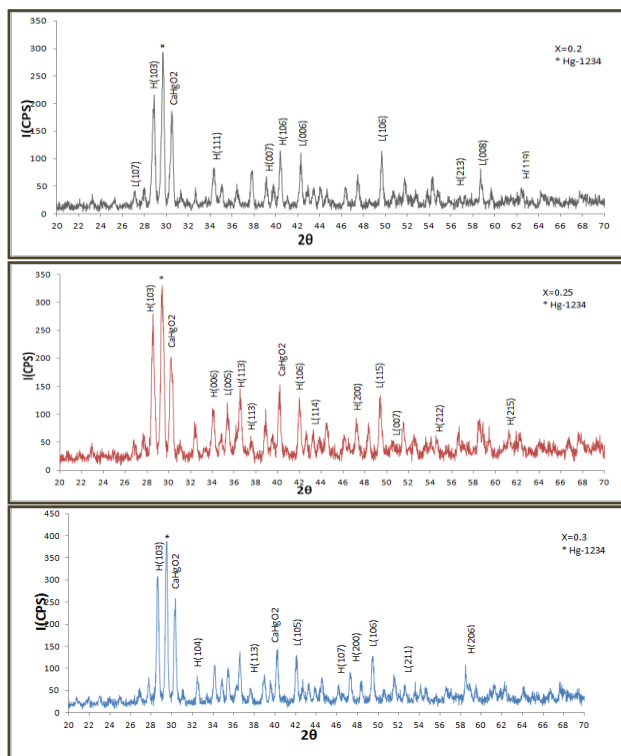 350
300
250
200
150
100
50
0
I(CPS)
X=0.2
* Hg-1234
*
L(107)
H(103)
CaHgO2
H(111)
H(007)
H(106)
L(006)
L(106)
H(213)
L(008)
H(119)
20 22 24 26 28 30 32 34 36 38 40 42 44 46 48 50 52 54 56 58 60 62 64 66 68 70
2θ
350
300
250
200
150
100
50
0
I(CPS)
X=0.25
* Hg-1234
*
H(103)
CaHgO2
H(006)
L(005)
H(113)
H(113)
CaHgO2
H(106)
L(114)
H(200)
L(115)
L(007)
H(212)
H(215)
20 22 24 26 28 30 32 34 36 38 40 42 44 46 48 50 52 54 56 58 60 62 64 66 68 70
2θ
450
400
350
300
250
200
150
100
50
0
I(CPS)
X=0.3
* Hg-1234
*
H(103)
CaHgO2
H(104)
H(113)
CaHgO2
L(105)
H(107)
H(200)
L(106)
L(211)
H(206)
20 22 24 26 28 30 32 34 36 38 40 42 44 46 48 50 52 54 56 58 60 62 64 66 68 70
2θ